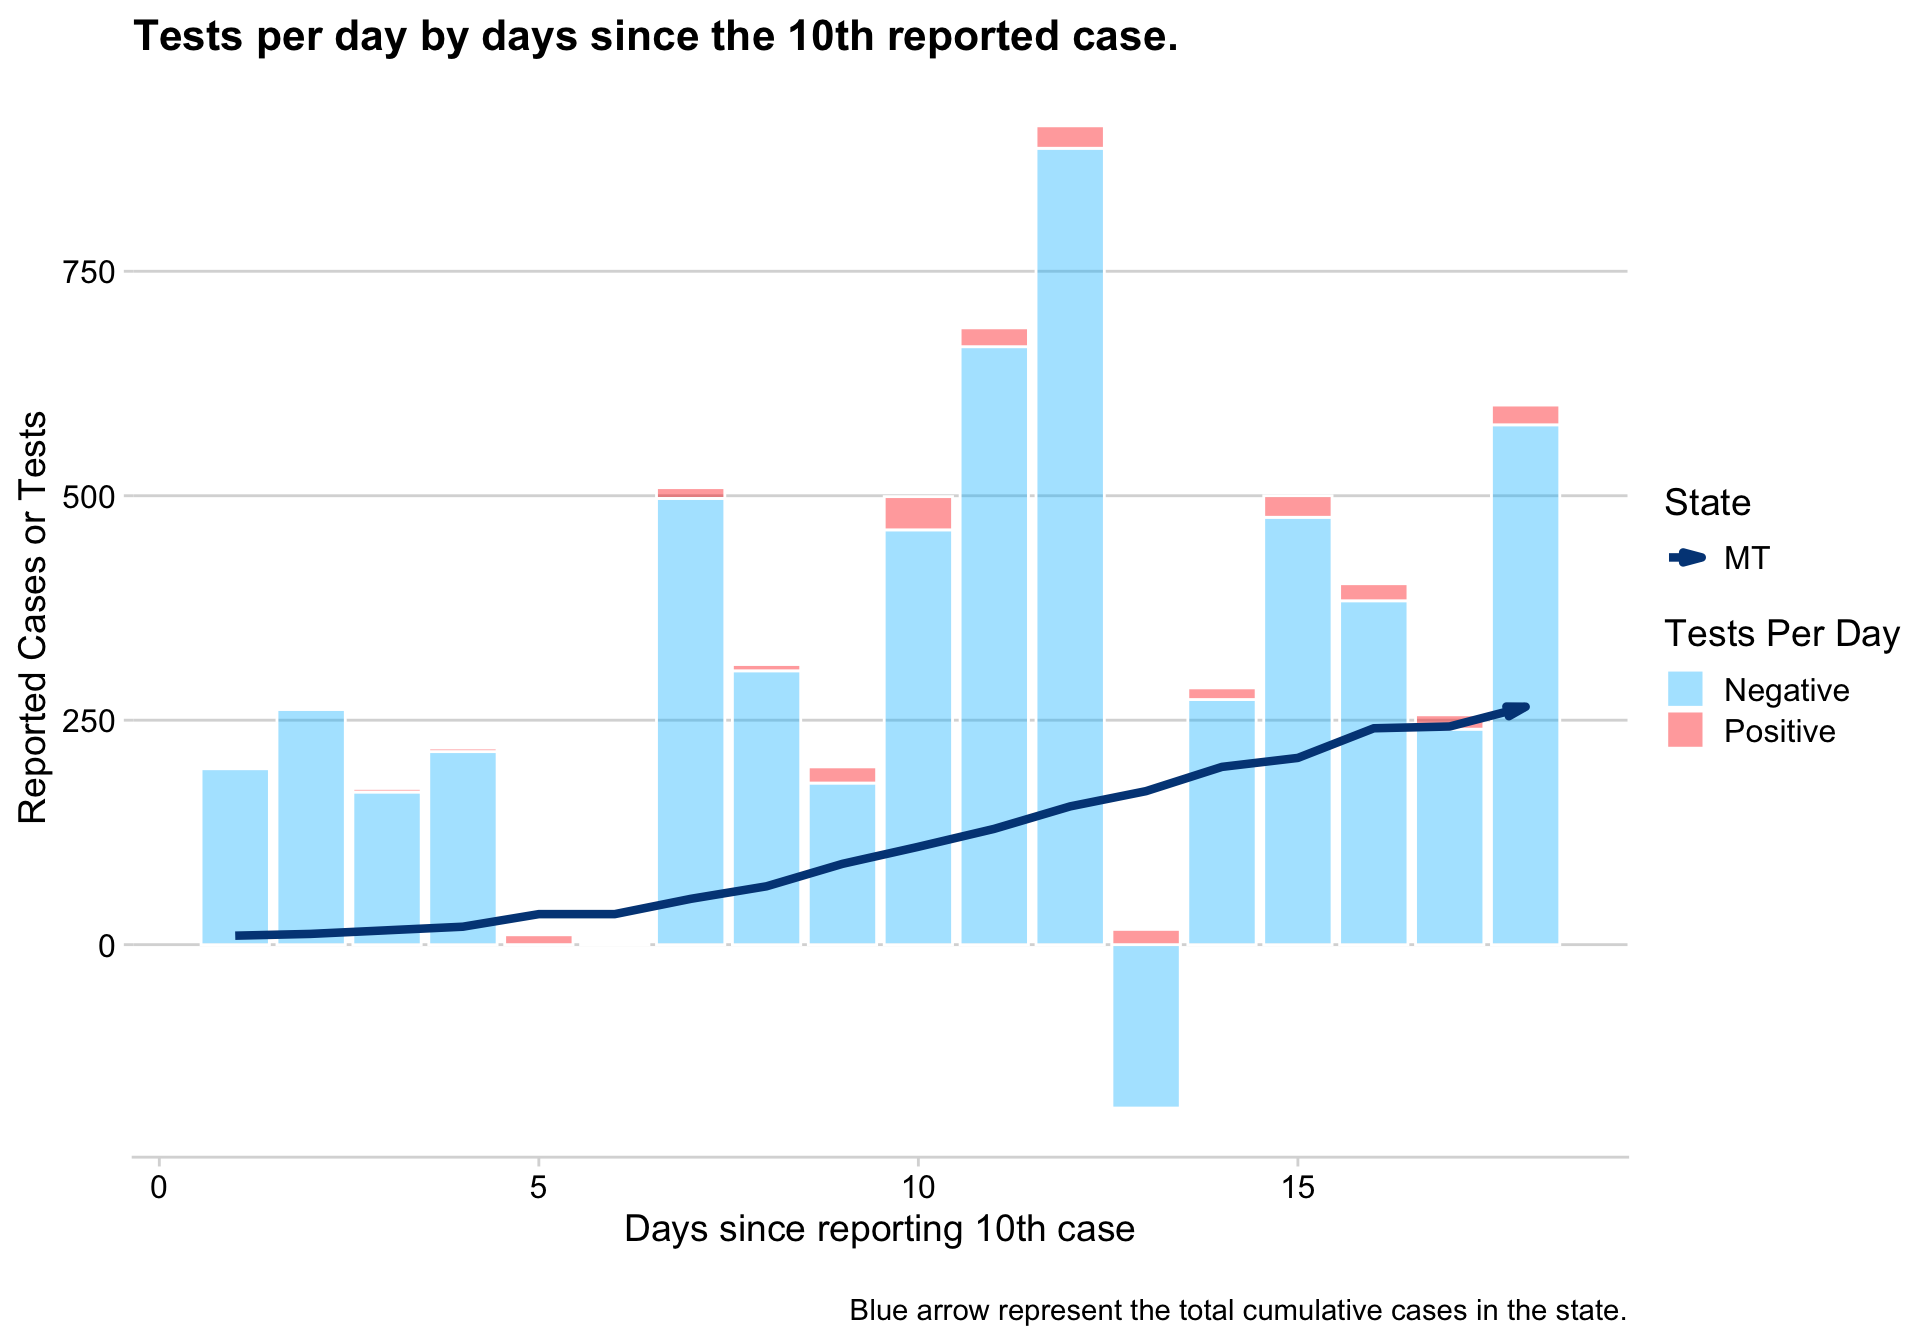 Tests per day by days since the 10th reported case.
Reported Cases or Tests
750
500
250
0
0 5 10 15
Days since reporting 10th case
State
MT
Tests Per Day
Negative
Positive
Blue arrow represent the total cumulative cases in the state.